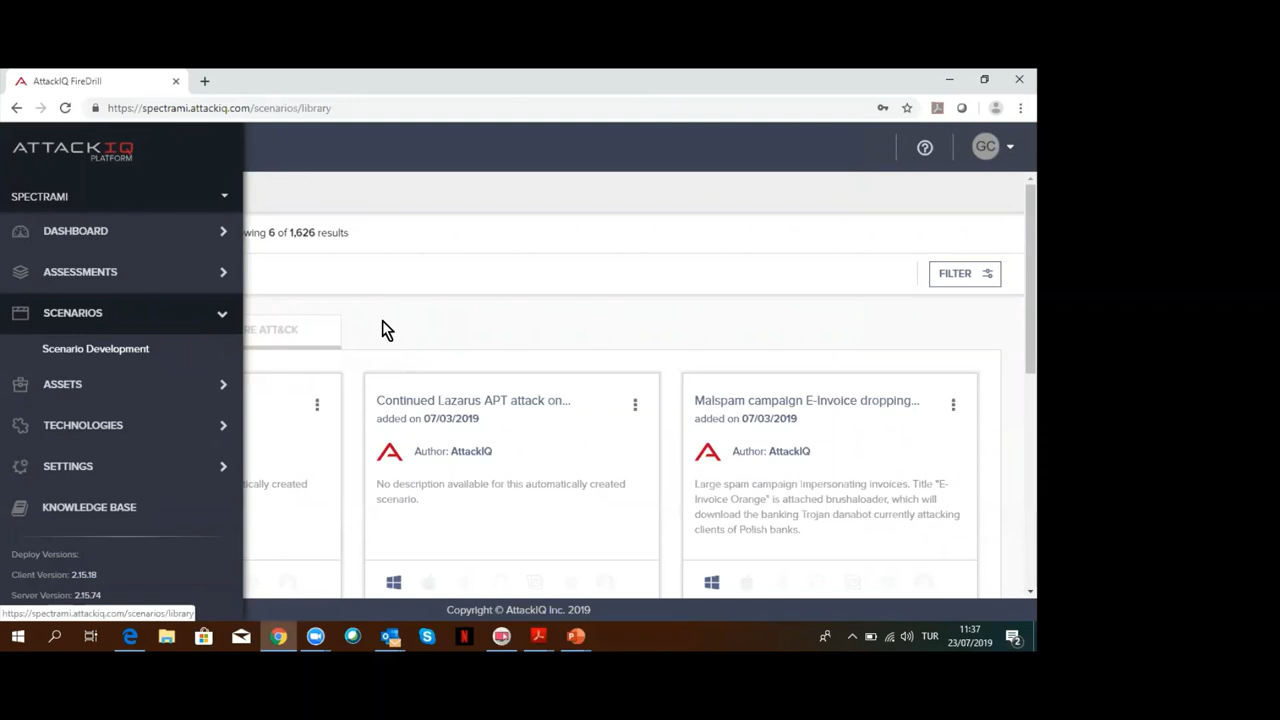 AttackIQ FireDrill
https://spectrami.attackiq.com/scenarios/library
ATTACKIQ
PLATFORM
GC
SPECTRAMI
DASHBOARD
wing 6 of 1,626 results
ASSESSMENTS
FILTER
SCENARIOS
RE ATT&CK
Scenario Development
ASSETS
Continued Lazarus APT attack on...
added on 07/03/2019
Author: AttackIQ
No description available for this automatically created
scenario.
Malspam campaign E-Invoice dropping...
added on 07/03/2019
Author: AttackIQ
Large spam campaign impersonating invoices. Title "E-
Invoice Orange" is attached brushaloader, which will
download the banking Trojan danabot currently attacking
clients of Polish banks.
TECHNOLOGIES
SETTINGS
tically created
KNOWLEDGE BASE
Deploy Versions:
Client Version: 2.15.18
Server Version: 2.15.74
https://spectrami.attackiq.com/scenarios/library
Copyright © AttackIQ Inc. 2019
TUR
11:37
23/07/2019
2